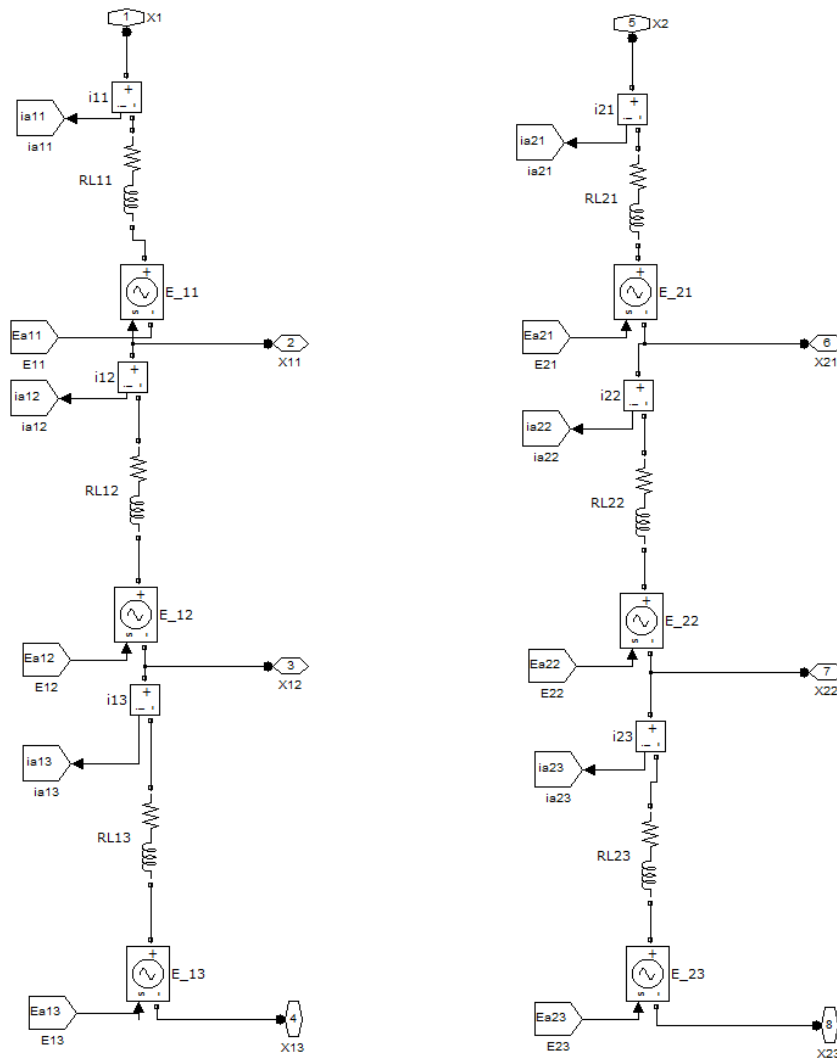 1 X1
5 X2
i11 +
i -
ia11
ia11
i21 +
i -
ia21
ia21
RL11
RL21
+
E_11
s -
+
E_21
s -
Ea11
E11
2
X11
Ea21
E21
6
X21
i12 +
i -
ia12
ia12
i22 +
i -
ia22
ia22
RL12
RL22
+
E_12
s -
+
E_22
s -
Ea12
E12
3
X12
Ea22
E22
7
X22
i13 +
i -
ia13
ia13
i23 +
i -
ia23
ia23
RL13
RL23
+
E_13
s -
+
E_23
s -
Ea13
E13
4
X13
Ea23
E23
8
X23